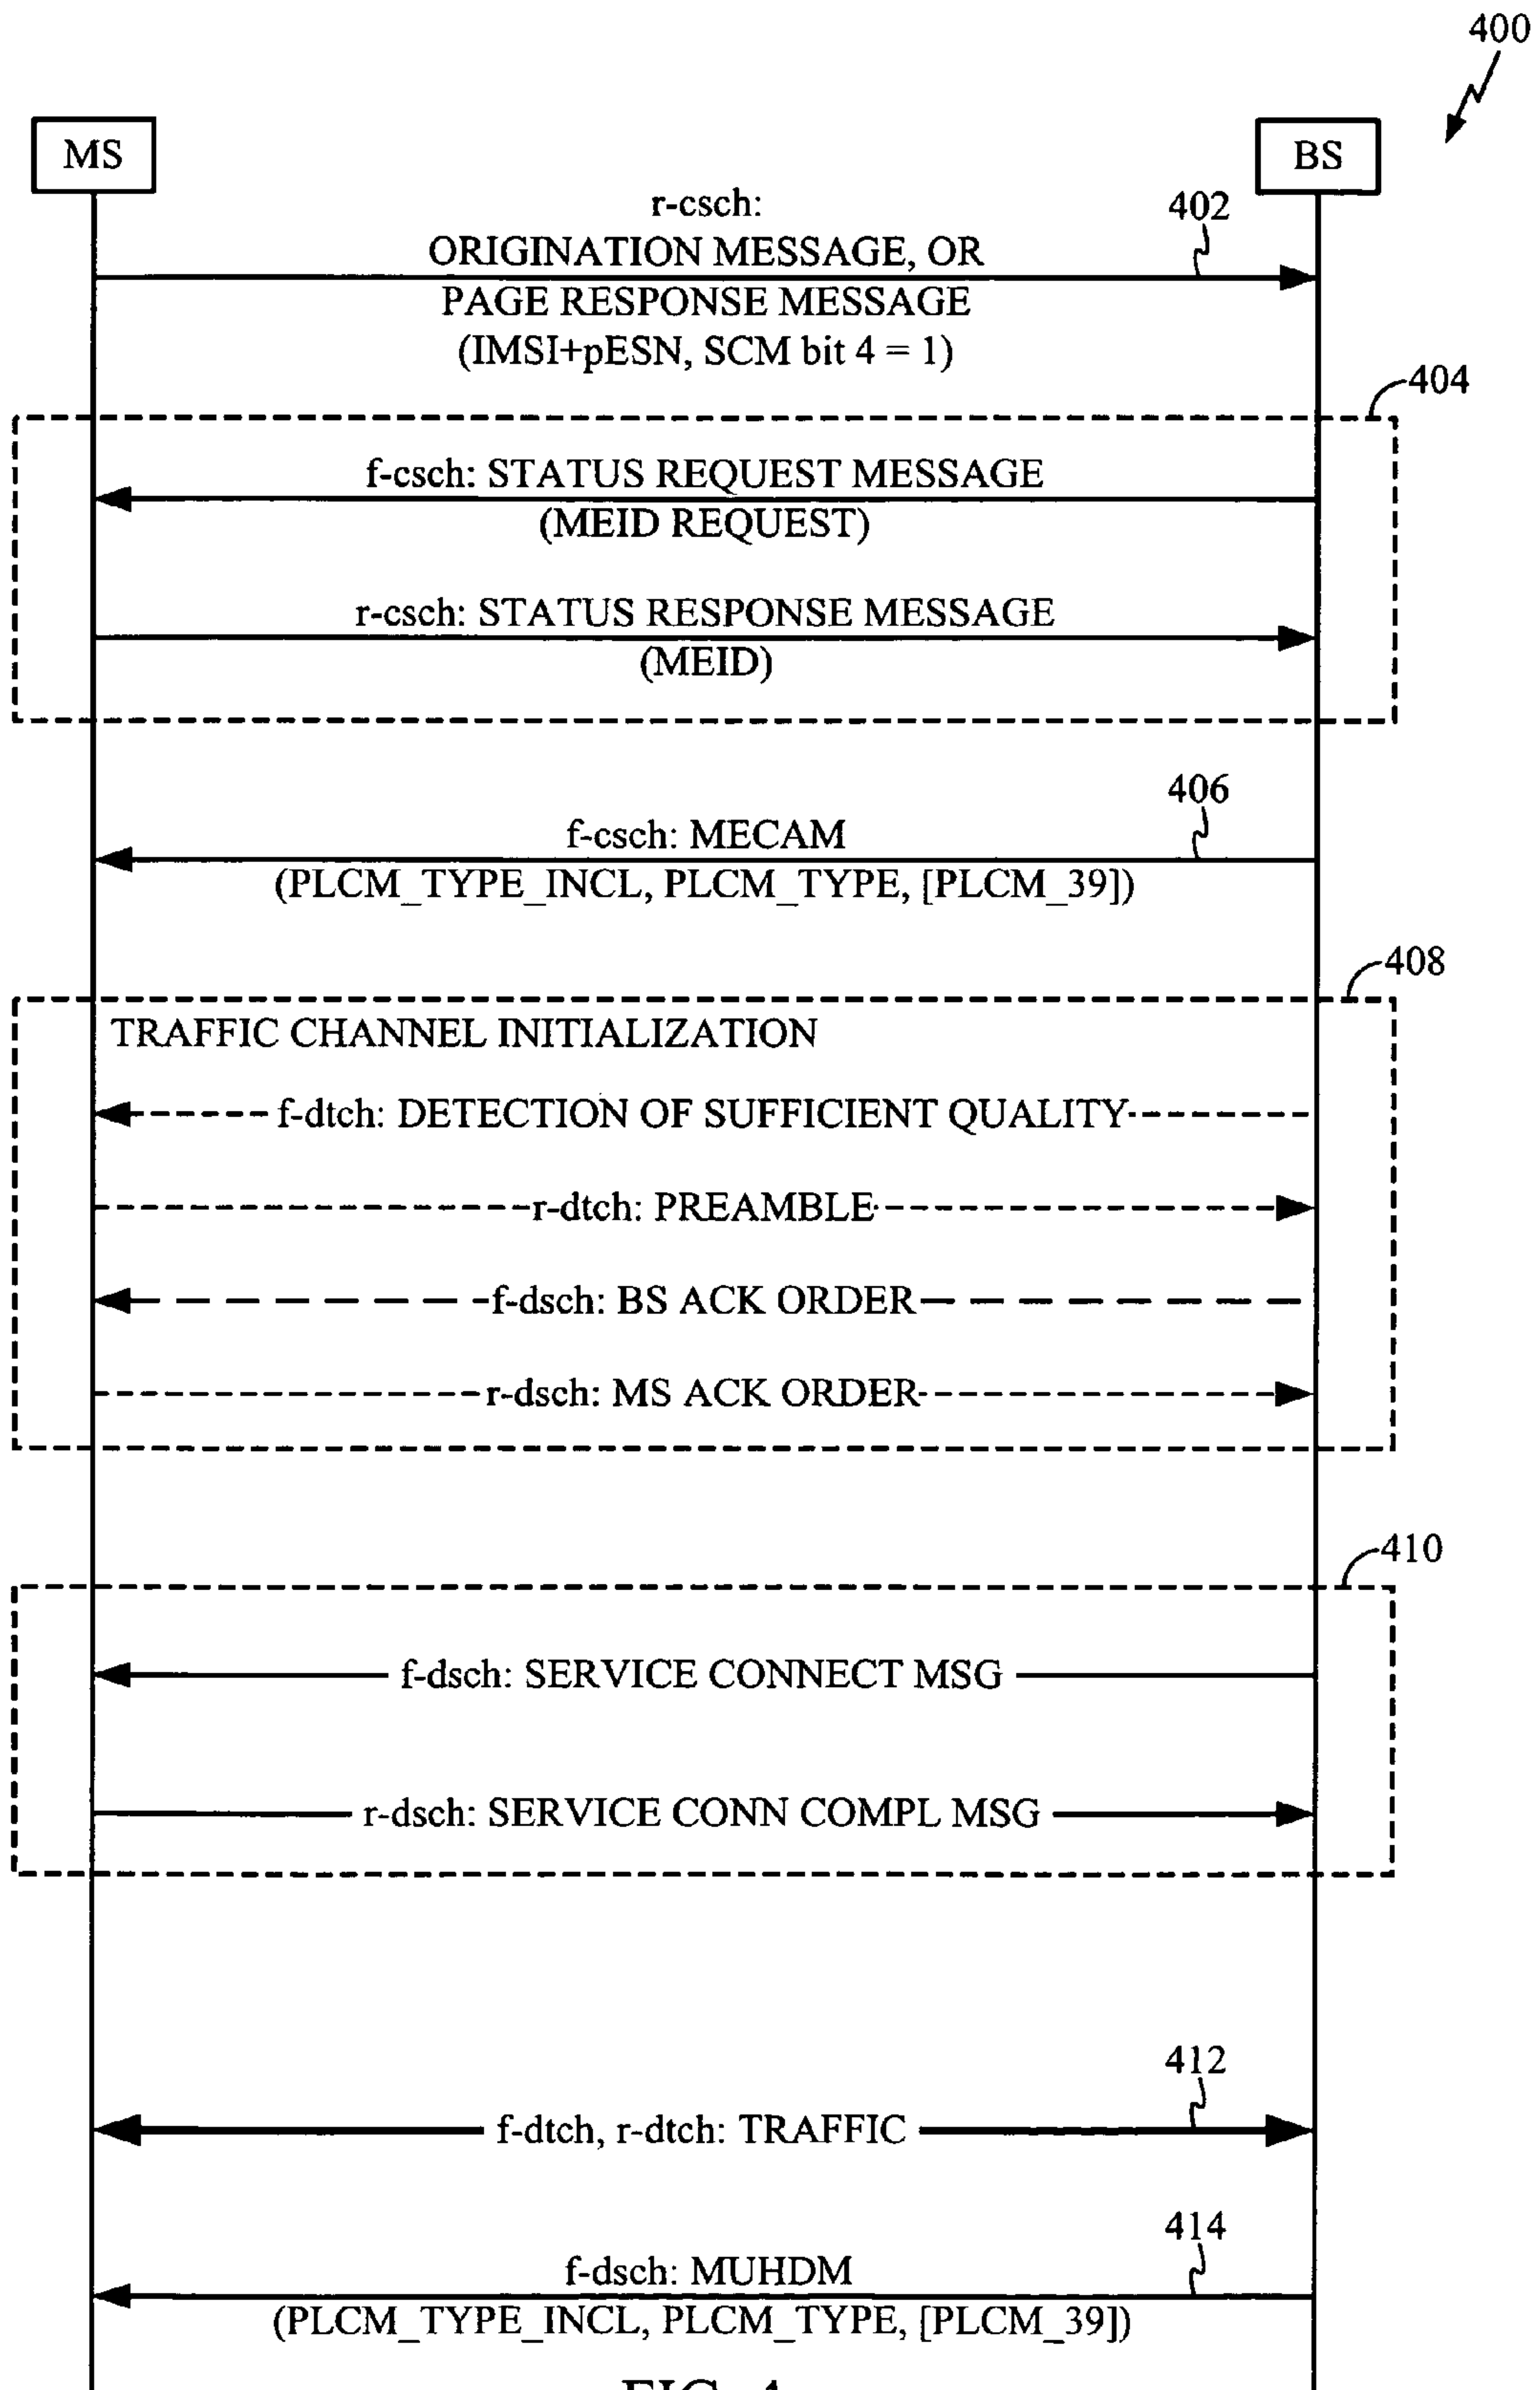 400
MS
BS
r-csch:
402
ORIGINATION MESSAGE, OR
PAGE RESPONSE MESSAGE
(IMSI+pESN, SCM bit 4 = 1)
404
f-csch: STATUS REQUEST MESSAGE
(MEID REQUEST)
r-csch: STATUS RESPONSE MESSAGE
(MEID)
406
f-csch: MECAM
(PLCM_TYPE_INCL, PLCM_TYPE, [PLCM_39])
408
TRAFFIC CHANNEL INITIALIZATION
f-dtch: DETECTION OF SUFFICIENT QUALITY
r-dtch: PREAMBLE
f-dsch: BS ACK ORDER
r-dsch: MS ACK ORDER
410
f-dsch: SERVICE CONNECT MSG
r-dsch: SERVICE CONN COMPL MSG
412
f-dtch, r-dtch: TRAFFIC
414
f-dsch: MUHDM
(PLCM_TYPE_INCL, PLCM_TYPE, [PLCM_39])